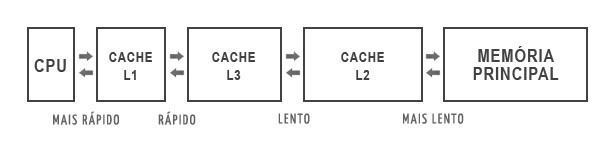 CPU
CACHE
L1
CACHE
L3
CACHE
L2
MEMÓRIA
PRINCIPAL
MAIS RÁPIDO
RÁPIDO
LENTO
MAIS LENTO